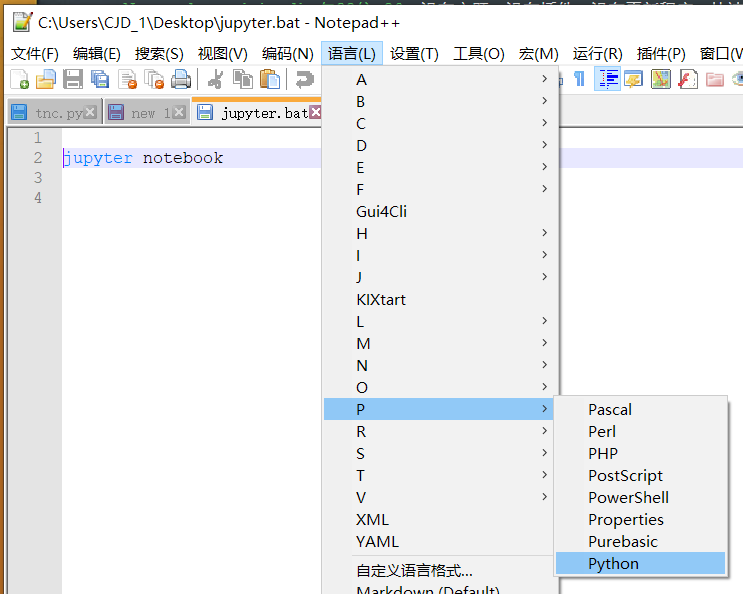 C:\Users\CJD_1\Desktop\jupyter.bat - Notepad++
文件(F) 编辑(E) 搜索(S) 视图(V) 编码(N) 语言(L) 设置(T) 工具(O) 宏(M) 运行(R) 插件(P) 窗口(W
tnc.py new 1 jupyter.bat
1
2 jupyter notebook
3
4
A
B
C
D
E
F
Gui4Cli
H
I
J
KIXtart
L
M
N
O
P
R
S
T
V
XML
YAML
自定义语言格式...
Markdown (Default)
Pascal
Perl
PHP
PostScript
PowerShell
Properties
Purebasic
Python